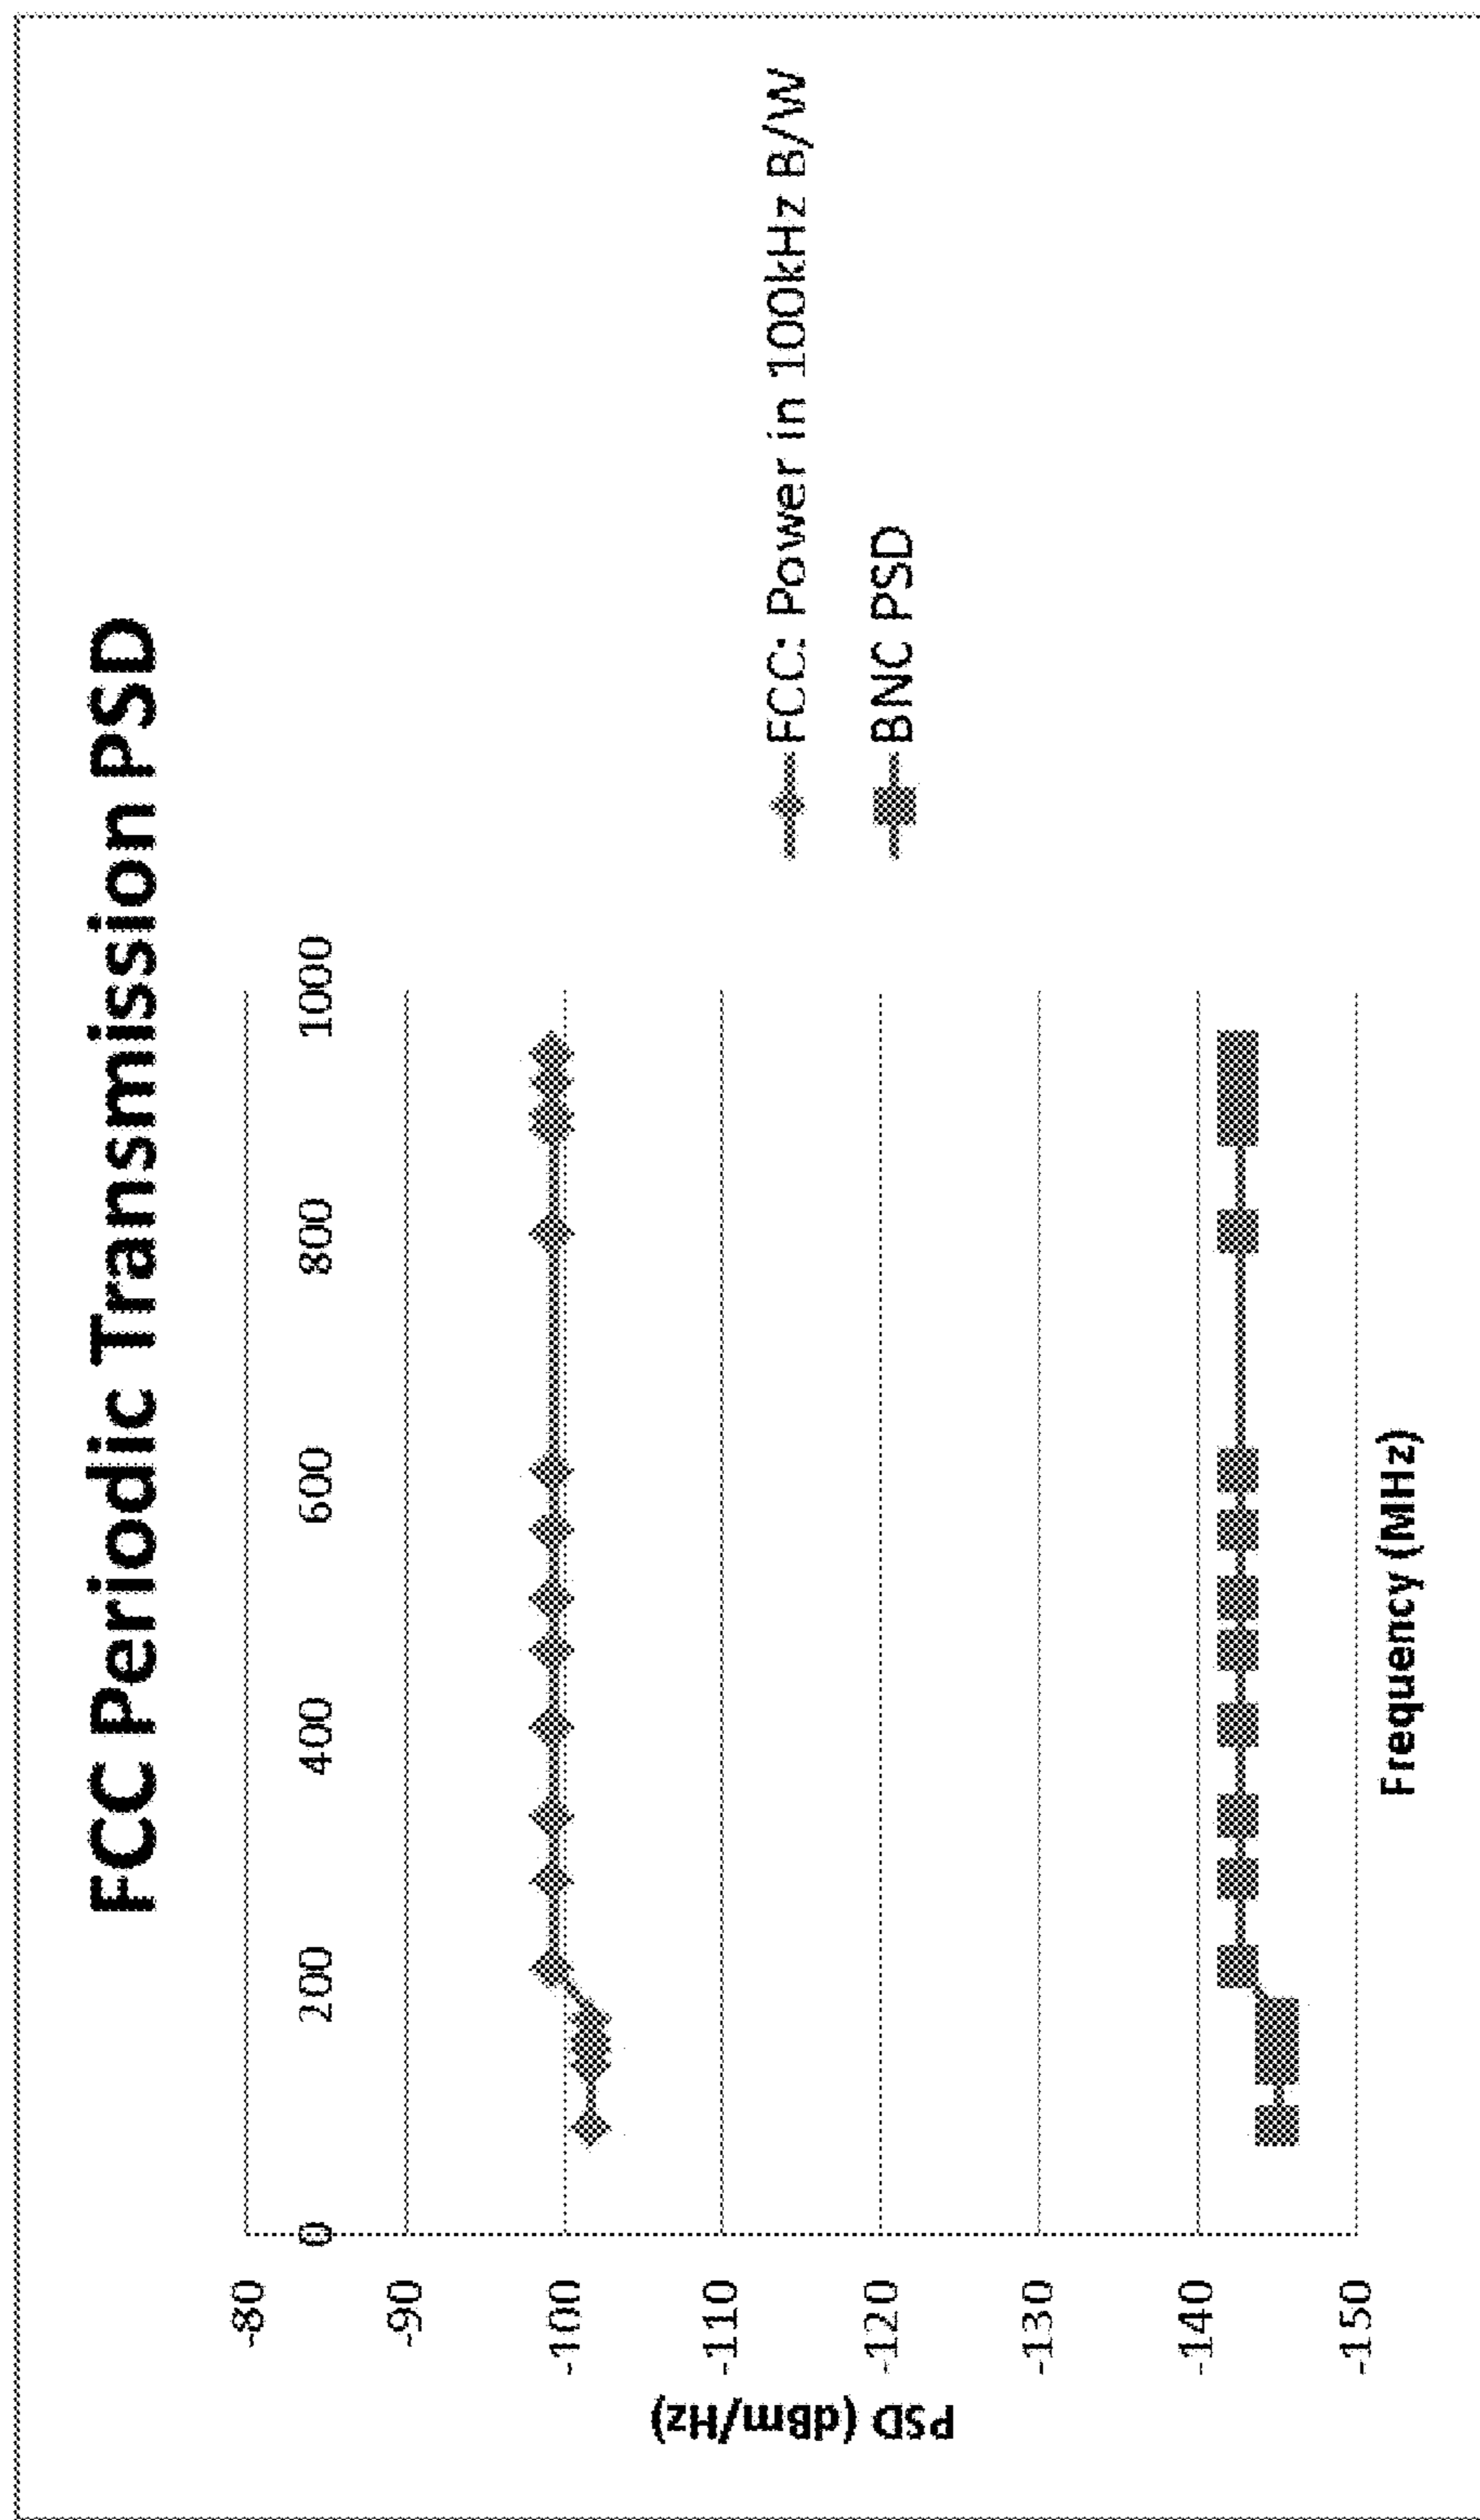 FCC Periodic Transmission PSD
-80
-90
-100
-110
-120
-130
-140
-150
PSD (dBm/Hz)
0
200
400
600
800
1000
Frequency (MHz)
FCC: Power in 100kHz B/W
BNC PSD